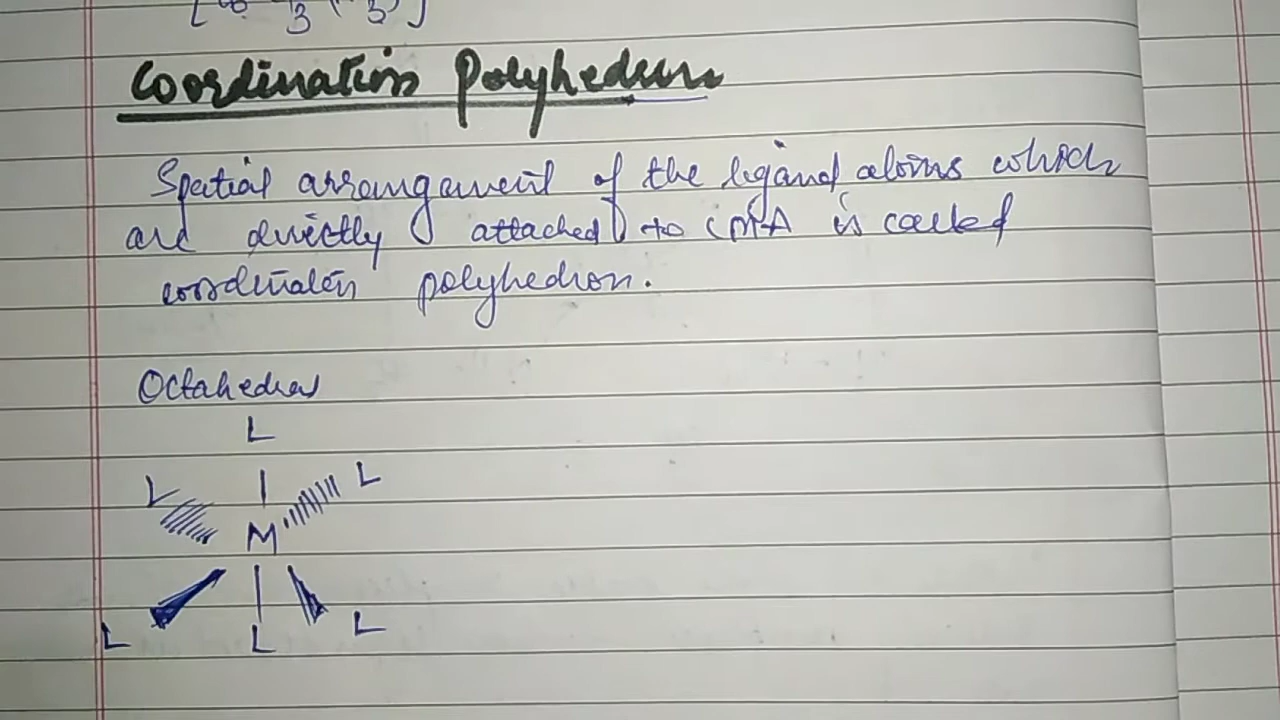 Coordination Polyhedron
Spatial arrangement of the ligand atoms which
are directly attached to CMA is called
coordination polyhedron.
Octahedral
L
L L
M
L L L